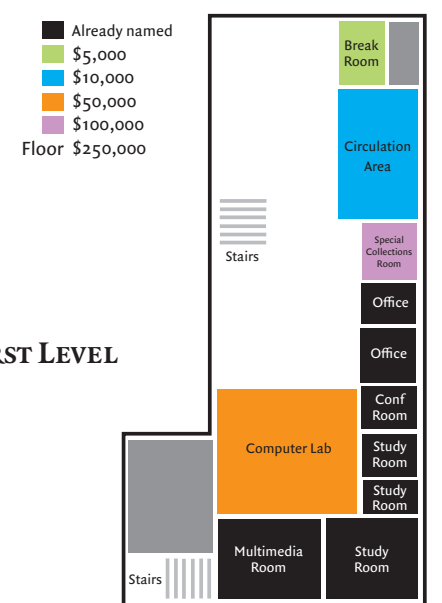 Already named
$5,000
$10,000
$50,000
$100,000
Floor $250,000
Break
Room
Circulation
Area
Special
Collections
Room
Stairs
Office
RST LEVEL
Office
Conf
Room
Computer Lab
Study
Room
Study
Room
Multimedia
Room
Study
Room
Stairs